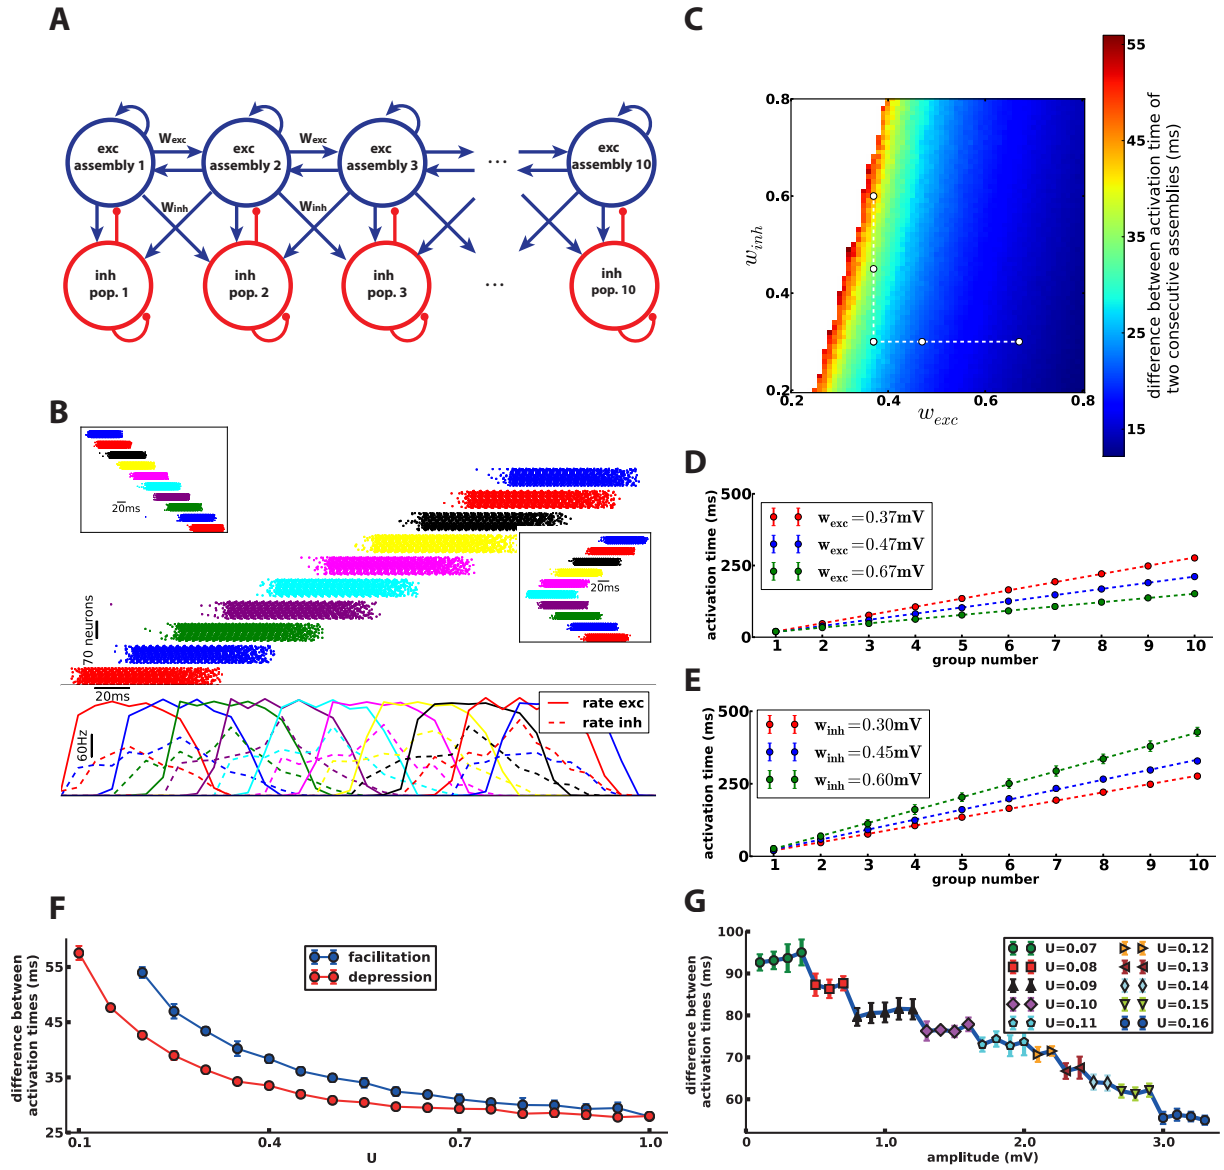 A
exc
assembly 1
W_exc
exc
assembly 2
W_exc
exc
assembly 3
...
exc
assembly 10
W_inh
W_inh
inh
pop. 1
inh
pop. 2
inh
pop. 3
...
inh
pop. 10
B
20ms
20ms
70 neurons
20ms
60Hz
rate exc
rate inh
C
0.8
0.6
0.4
0.2
w_inh
0.2
0.4
0.6
0.8
w_exc
55
45
35
25
15
difference between activation time of
two consecutive assemblies (ms)
D
500
250
0
activation time (ms)
w_exc=0.37mV
w_exc=0.47mV
w_exc=0.67mV
1 2 3 4 5 6 7 8 9 10
group number
E
500
250
0
activation time (ms)
w_inh=0.30mV
w_inh=0.45mV
w_inh=0.60mV
1 2 3 4 5 6 7 8 9 10
group number
F
55
45
35
25
difference between
activation times (ms)
facilitation
depression
0.1 0.4 0.7 1.0
U
G
100
90
80
70
60
difference between
activation times (ms)
U=0.07 U=0.12
U=0.08 U=0.13
U=0.09 U=0.14
U=0.10 U=0.15
U=0.11 U=0.16
0 1.0 2.0 3.0
amplitude (mV)